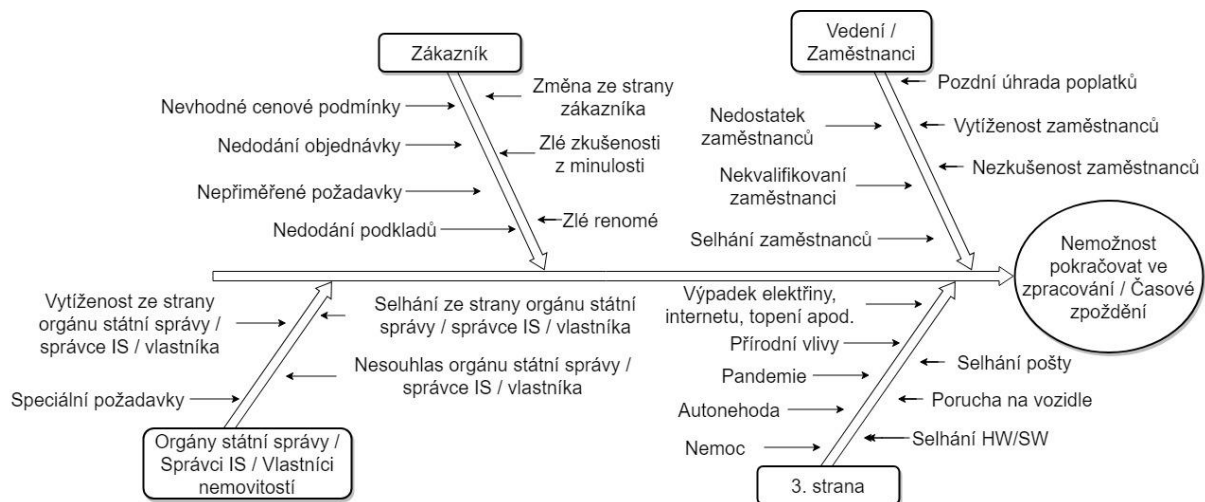 Zákazník
Vedení /
Zaměstnanci
Nevhodné cenové podmínky
Nedodání objednávky
Nepřiměřené požadavky
Nedodání podkladů
Změna ze strany
zákazníka
Zlé zkušenosti
z minulosti
Zlé renomé
Nedostatek
zaměstnanců
Nekvalifikovaní
zaměstnanci
Selhání zaměstnanců
Pozdní úhrada poplatků
Vytíženost zaměstnanců
Nezkušenost zaměstnanců
Nemožnost
pokračovat ve
zpracování / Časové
zpoždění
Vytíženost ze strany
orgánu státní správy /
správce IS / vlastníka
Speciální požadavky
Selhání ze strany orgánu státní
správy / správce IS / vlastníka
Nesouhlas orgánu státní správy /
správce IS / vlastníka
Orgány státní správy /
Správci IS / Vlastníci
nemovitostí
Výpadek elektřiny,
internetu, topení apod.
Přírodní vlivy
Pandemie
Autonehoda
Nemoc
Selhání pošty
Porucha na vozidle
Selhání HW/SW
3. strana